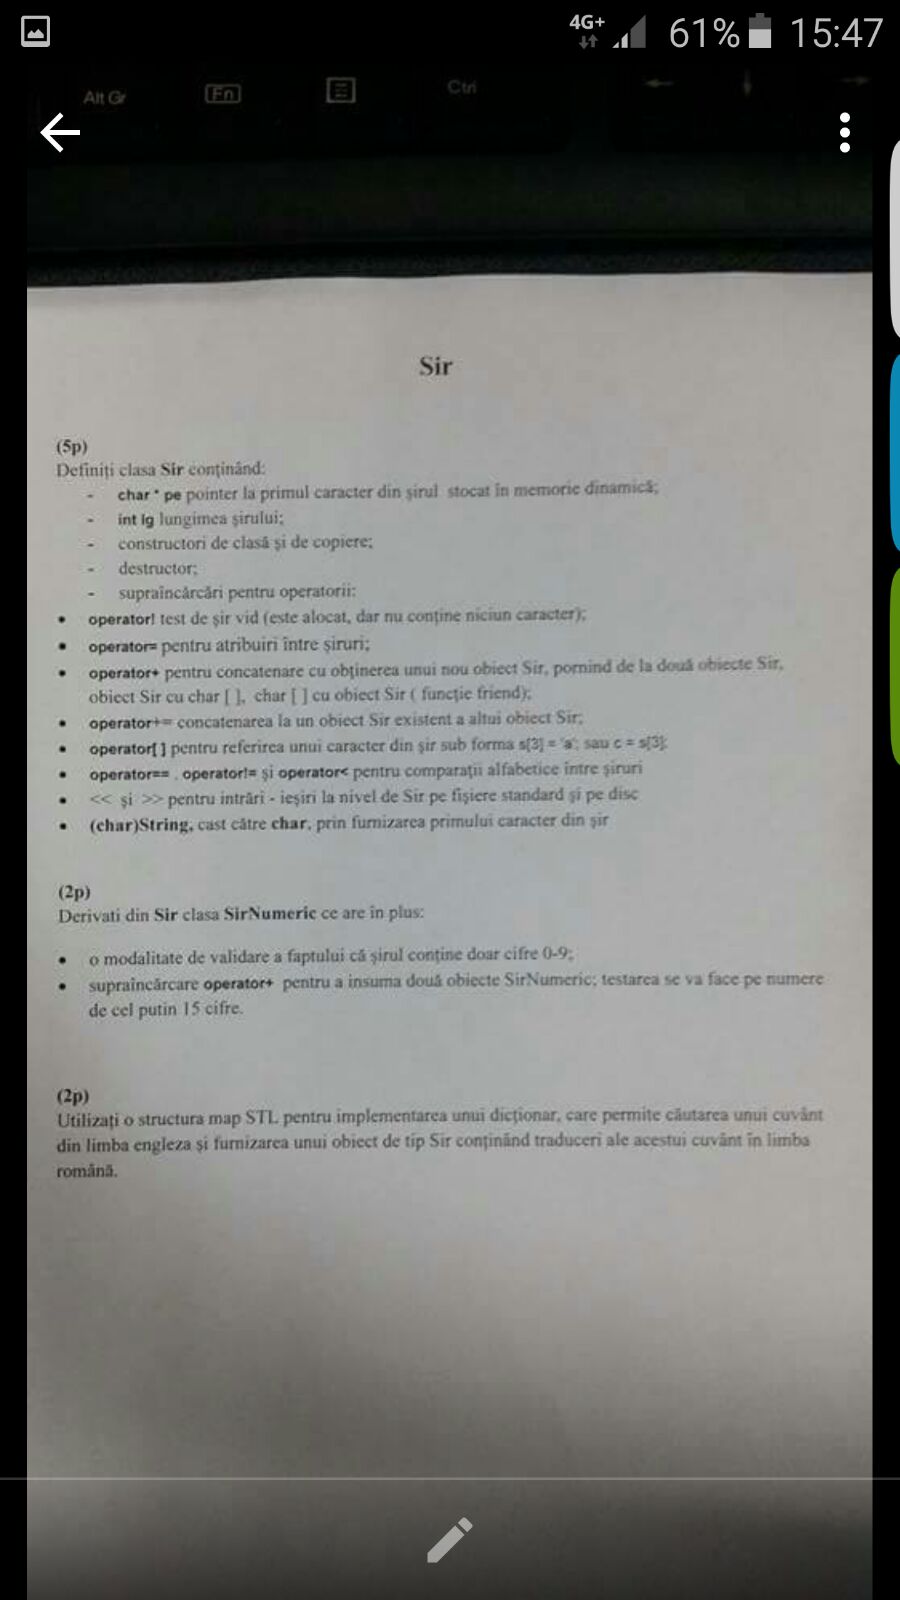 4G+ 61% 15:47
Alt Gr Fn Ctrl
Sir
(5p)
Definiți clasa Sir conținând:
- char * pe pointer la primul caracter din șirul stocat în memorie dinamică;
- int lg lungimea șirului;
- constructori de clasă și de copiere;
- destructor;
- supraîncărcări pentru operatorii:
• operator! test de șir vid (este alocat, dar nu conține niciun caracter);
• operator= pentru atribuiri între șiruri;
• operator+ pentru concatenare cu obținerea unui nou obiect Sir, pornind de la două obiecte Sir,
obiect Sir cu char [ ], char [ ] cu obiect Sir ( funcție friend);
• operator+= concatenarea la un obiect Sir existent a altui obiect Sir;
• operator[ ] pentru referirea unui caracter din șir sub forma s[3] = 'a'; sau c = s[3];
• operator== , operator!= și operator< pentru comparații alfabetice între șiruri
• << și >> pentru intrări - ieșiri la nivel de Sir pe fișiere standard și pe disc
• (char)String, cast către char, prin furnizarea primului caracter din șir
(2p)
Derivati din Sir clasa SirNumeric ce are în plus:
• o modalitate de validare a faptului că șirul conține doar cifre 0-9;
• supraîncărcare operator+ pentru a insuma două obiecte SirNumeric; testarea se va face pe numere
de cel putin 15 cifre.
(2p)
Utilizați o structura map STL pentru implementarea unui dicționar, care permite căutarea unui cuvânt
din limba engleza și furnizarea unui obiect de tip Sir conținând traduceri ale acestui cuvânt în limba
română.